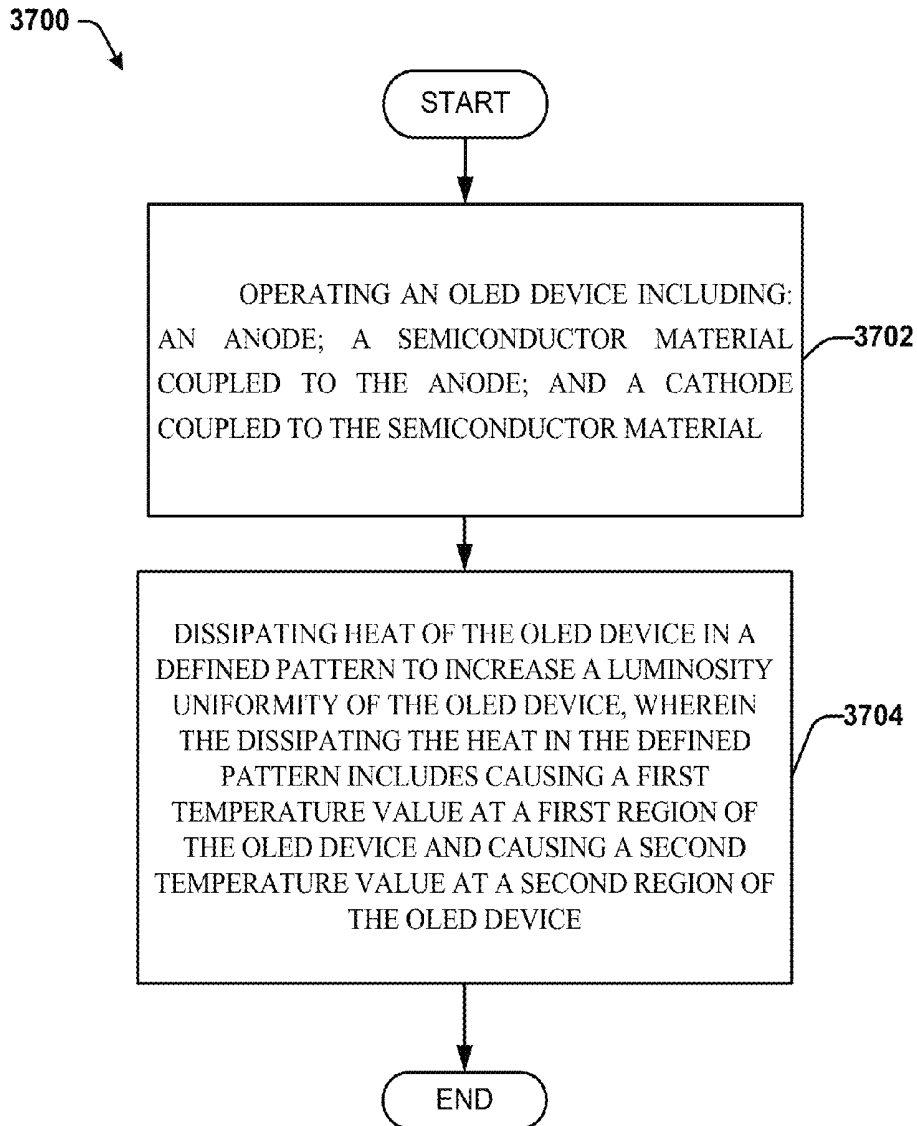 3700
START
OPERATING AN OLED DEVICE INCLUDING:
AN ANODE; A SEMICONDUCTOR MATERIAL
COUPLED TO THE ANODE; AND A CATHODE
COUPLED TO THE SEMICONDUCTOR MATERIAL
3702
DISSIPATING HEAT OF THE OLED DEVICE IN A
DEFINED PATTERN TO INCREASE A LUMINOSITY
UNIFORMITY OF THE OLED DEVICE, WHEREIN
THE DISSIPATING THE HEAT IN THE DEFINED
PATTERN INCLUDES CAUSING A FIRST
TEMPERATURE VALUE AT A FIRST REGION OF
THE OLED DEVICE AND CAUSING A SECOND
TEMPERATURE VALUE AT A SECOND REGION OF
THE OLED DEVICE
3704
END